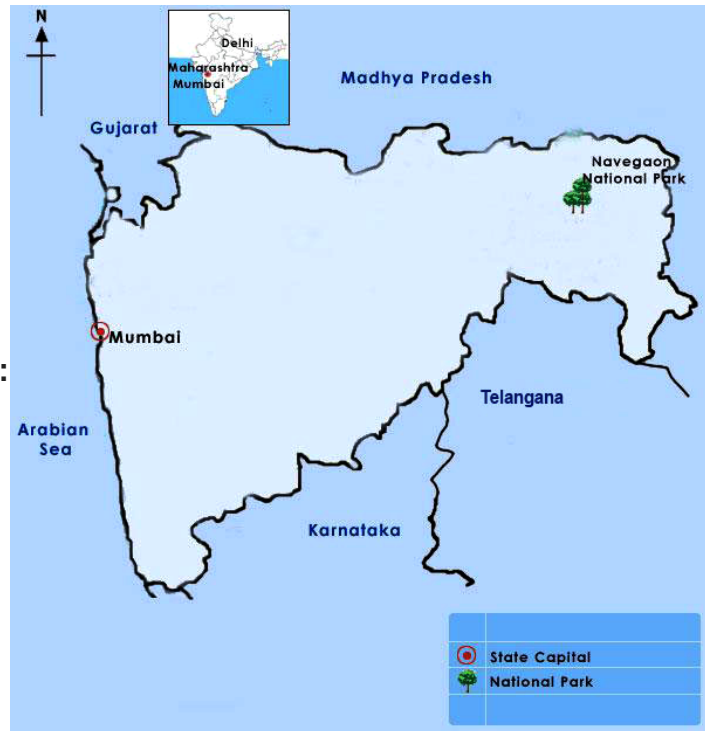 N
Delhi
Maharashtra
Mumbai
Madhya Pradesh
Gujarat
Navegaon
National Park
Mumbai
:
Telangana
Arabian
Sea
Karnataka
State Capital
National Park